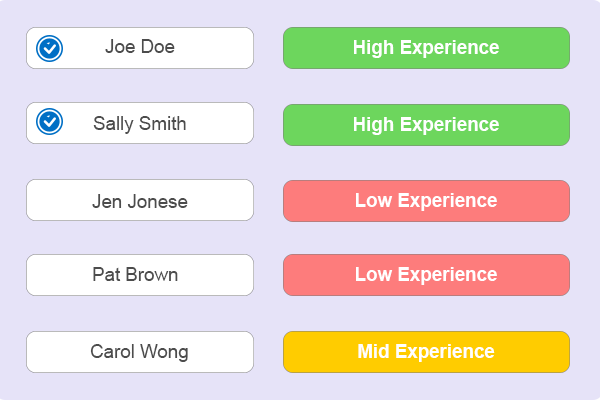 Joe Doe
High Experience
Sally Smith
High Experience
Jen Jonese
Low Experience
Pat Brown
Low Experience
Carol Wong
Mid Experience